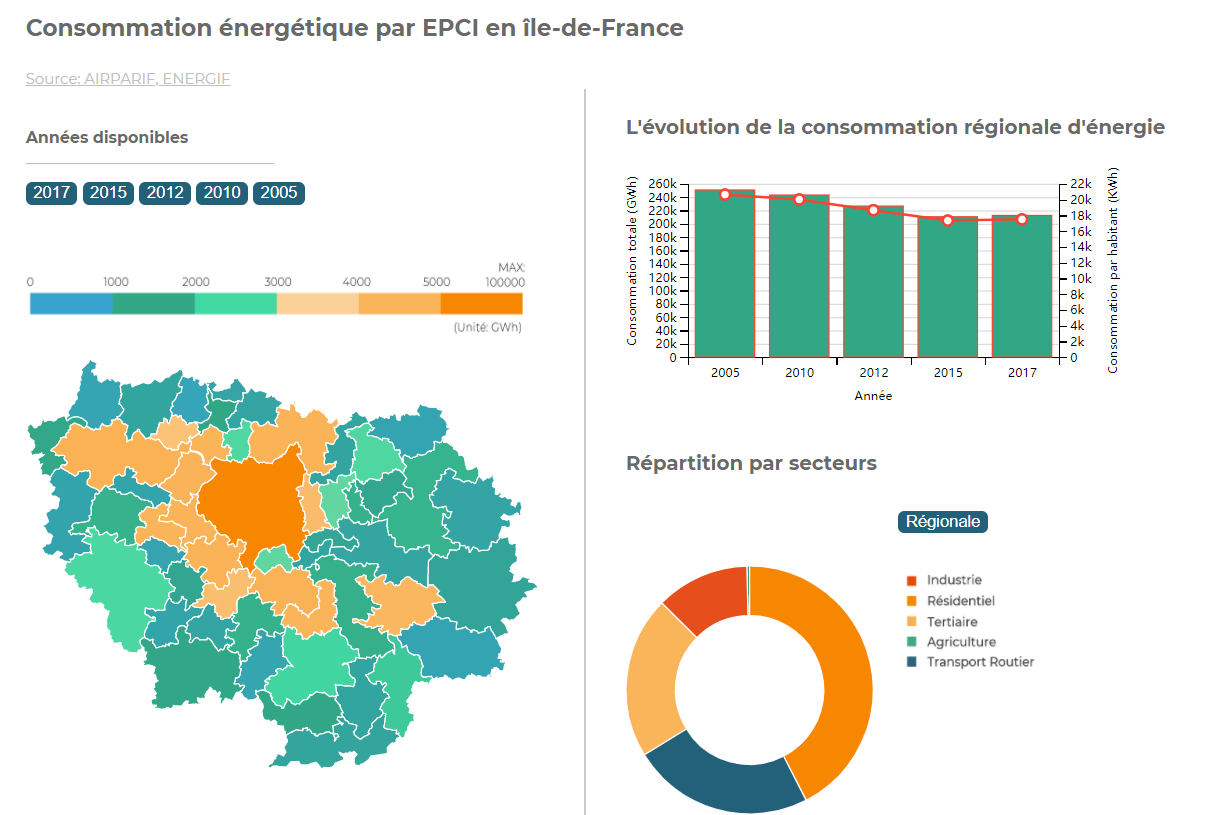 Consommation énergétique par EPCI en île-de-France
Source: AIRPARIF, ENERGIF
Années disponibles
2017 2015 2012 2010 2005
MAX:
0 1000 2000 3000 4000 5000 100000
(Unité: GWh)
L'évolution de la consommation régionale d'énergie
Consommation totale (GWh)
260k
240k
220k
200k
180k
160k
140k
120k
100k
80k
60k
40k
20k
0
22k
20k
18k
16k
14k
12k
10k
8k
6k
4k
2k
0
Consommation par habitant (KWh)
2005 2010 2012 2015 2017
Année
Répartition par secteurs
Régionale
Industrie
Résidentiel
Tertiaire
Agriculture
Transport Routier